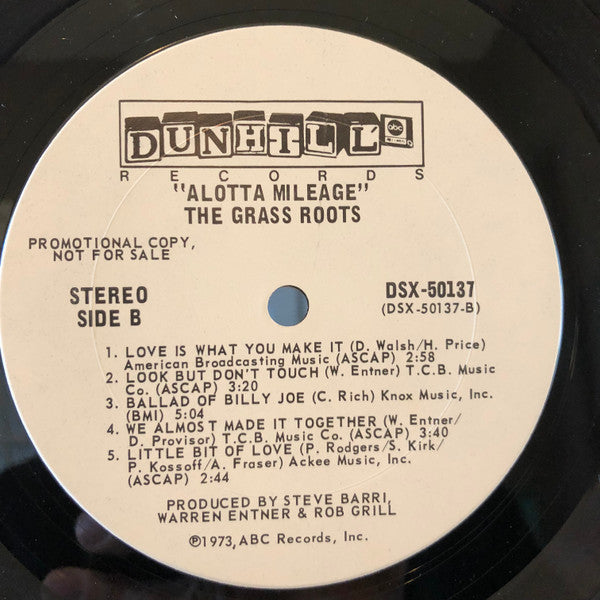 DUNHILL abc
RECORDS
"ALOTTA MILEAGE"
THE GRASS ROOTS
PROMOTIONAL COPY,
NOT FOR SALE
STEREO
SIDE B
DSX-50137
(DSX-50137-B)
1. LOVE IS WHAT YOU MAKE IT (D. Walsh/H. Price)
American Broadcasting Music (ASCAP) 2:58
2. LOOK BUT DON'T TOUCH (W. Entner) T.C.B. Music
Co. (ASCAP) 3:20
3. BALLAD OF BILLY JOE (C. Rich) Knox Music, Inc.
(BMI) 5:04
4. WE ALMOST MADE IT TOGETHER (W. Entner/
D. Provisor) T.C.B. Music Co. (ASCAP) 3:40
5. LITTLE BIT OF LOVE (P. Rodgers/S. Kirk/
P. Kossoff/A. Fraser) Ackee Music, Inc.
(ASCAP) 2:44
PRODUCED BY STEVE BARRI,
WARREN ENTNER & ROB GRILL
℗1973, ABC Records, Inc.